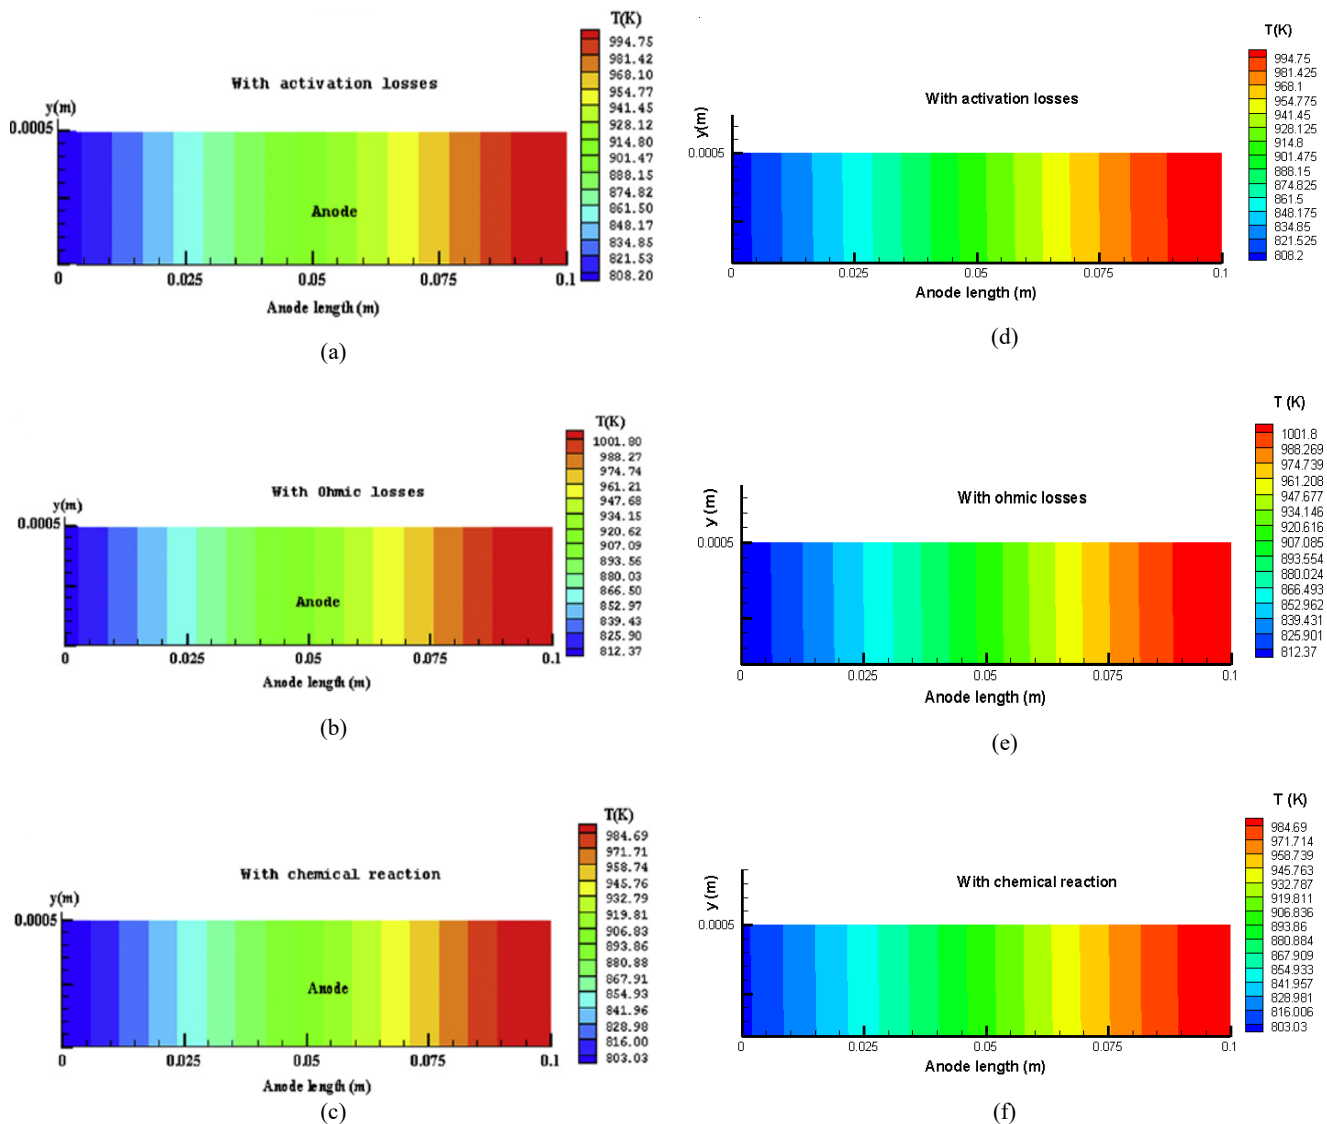 T(K)
994.75
981.42
968.10
954.77
941.45
928.12
914.80
901.47
888.15
874.82
861.50
848.17
834.85
821.53
808.20
With activation losses
y(m)
0.0005
Anode
0 0.025 0.05 0.075 0.1
Anode length (m)
(a)
T(K)
994.75
981.425
968.1
954.775
941.45
928.125
914.8
901.475
888.15
874.825
861.5
848.175
834.85
821.525
808.2
With activation losses
y(m)
0.0005
0 0.025 0.05 0.075 0.1
Anode length (m)
(d)
T(K)
1001.80
988.27
974.74
961.21
947.68
934.15
920.62
907.09
893.56
880.03
866.50
852.97
839.43
825.90
812.37
With Ohmic losses
y(m)
0.0005
Anode
0 0.025 0.05 0.075 0.1
Anode length (m)
(b)
T (K)
1001.8
988.269
974.739
961.208
947.677
934.146
920.616
907.085
893.554
880.024
866.493
852.962
839.431
825.901
812.37
With ohmic losses
y (m)
0.0005
0 0.025 0.05 0.075 0.1
Anode length (m)
(e)
T(K)
984.69
971.71
958.74
945.76
932.79
919.81
906.83
893.86
880.88
867.91
854.93
841.96
828.98
816.00
803.03
With chemical reaction
y(m)
0.0005
Anode
0 0.025 0.05 0.075 0.1
Anode length (m)
(c)
T (K)
984.69
971.714
958.739
945.763
932.787
919.811
906.836
893.86
880.884
867.909
854.933
841.957
828.981
816.006
803.03
With chemical reaction
y (m)
0.0005
0 0.025 0.05 0.075 0.1
Anode length (m)
(f)